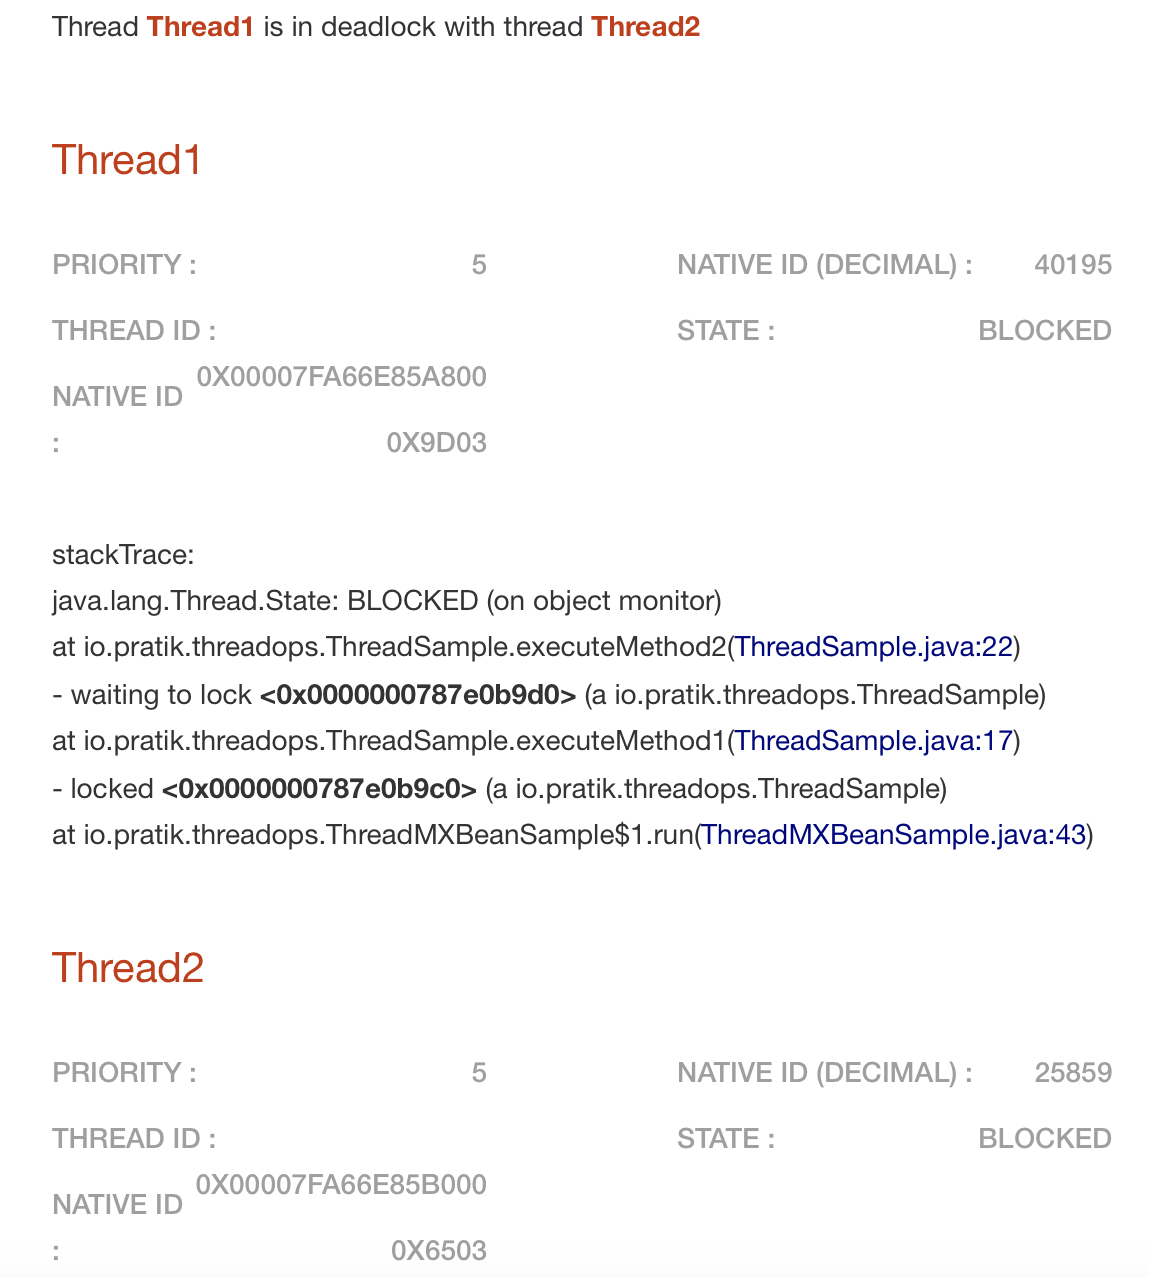 Thread Thread1 is in deadlock with thread Thread2
Thread1
PRIORITY : 5 NATIVE ID (DECIMAL) : 40195
THREAD ID : STATE : BLOCKED
0X00007FA66E85A800
NATIVE ID
: 0X9D03
stackTrace:
java.lang.Thread.State: BLOCKED (on object monitor)
at io.pratik.threadops.ThreadSample.executeMethod2(ThreadSample.java:22)
- waiting to lock <0x0000000787e0b9d0> (a io.pratik.threadops.ThreadSample)
at io.pratik.threadops.ThreadSample.executeMethod1(ThreadSample.java:17)
- locked <0x0000000787e0b9c0> (a io.pratik.threadops.ThreadSample)
at io.pratik.threadops.ThreadMXBeanSample$1.run(ThreadMXBeanSample.java:43)
Thread2
PRIORITY : 5 NATIVE ID (DECIMAL) : 25859
THREAD ID : STATE : BLOCKED
0X00007FA66E85B000
NATIVE ID
: 0X6503